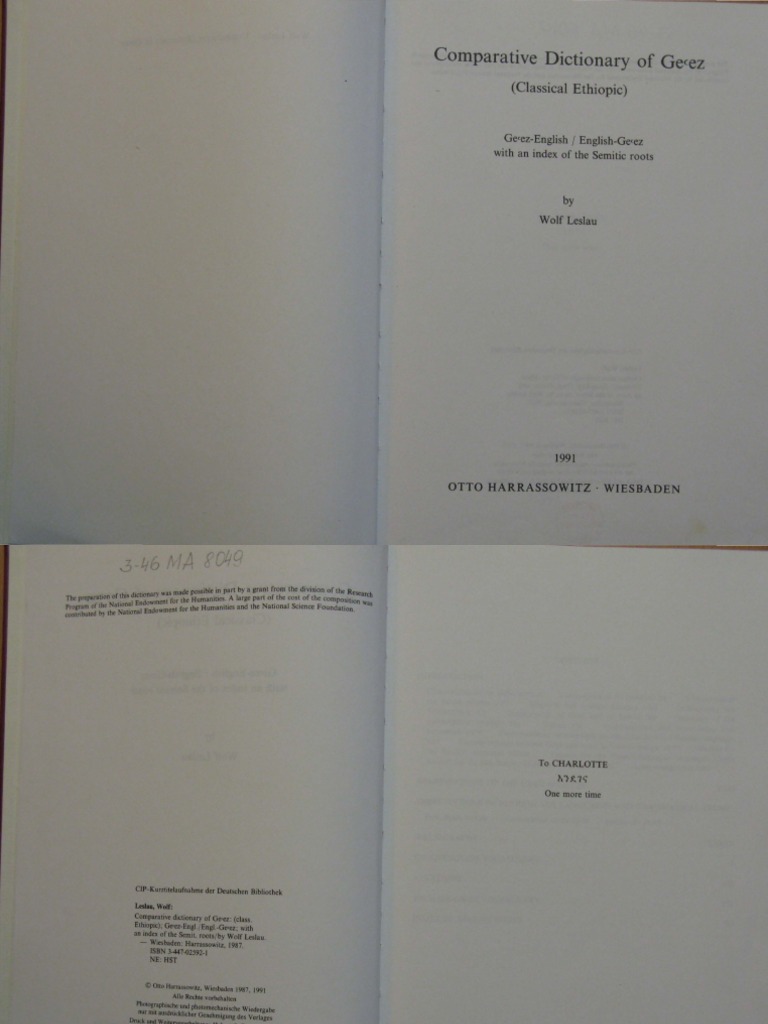 Comparative Dictionary of Geʿez
(Classical Ethiopic)
Geʿez-English / English-Geʿez
with an index of the Semitic roots
by
Wolf Leslau
1991
OTTO HARRASSOWITZ · WIESBADEN
3-46 MA 8049
The preparation of this dictionary was made possible in part by a grant from the division of the Research
Program of the National Endowment for the Humanities. A large part of the cost of the composition was
contributed by the National Endowment for the Humanities and the National Science Foundation.
CIP-Kurztitelaufnahme der Deutschen Bibliothek
Leslau, Wolf:
Comparative dictionary of Geʿez: (class.
Ethiopic); Geʿez-Engl./Engl.-Geʿez; with
an index of the Semit. roots/by Wolf Leslau.
— Wiesbaden: Harrassowitz, 1987.
ISBN 3-447-02592-1
NE: HST
© Otto Harrassowitz, Wiesbaden 1987, 1991
Alle Rechte vorbehalten
Photographische und photomechanische Wiedergabe
nur mit ausdrücklicher Genehmigung des Verlages
To CHARLOTTE
እንደገና
One more time